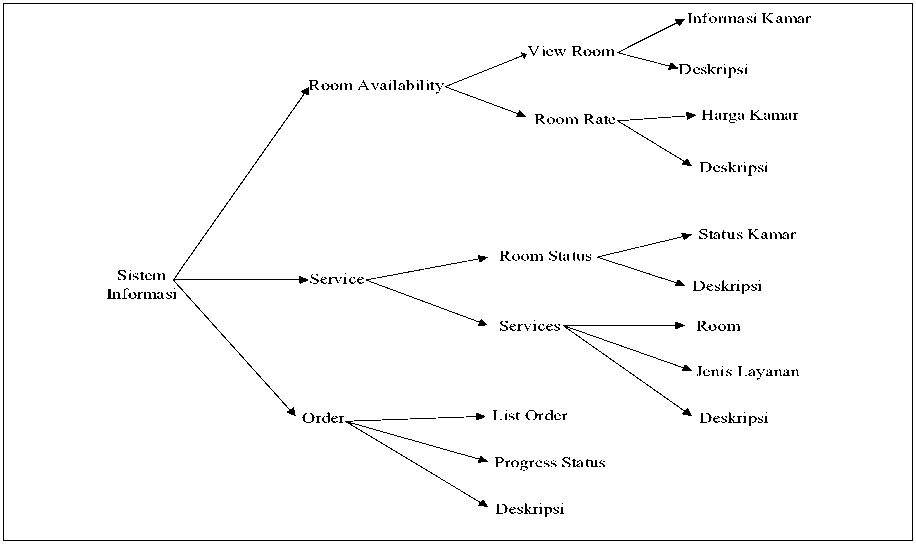 Informasi Kamar
View Room
Deskripsi
Room Availability
Harga Kamar
Room Rate
Deskripsi
Status Kamar
Room Status
Sistem
Informasi
Service
Deskripsi
Services
Room
Jenis Layanan
Order
List Order
Deskripsi
Progress Status
Deskripsi